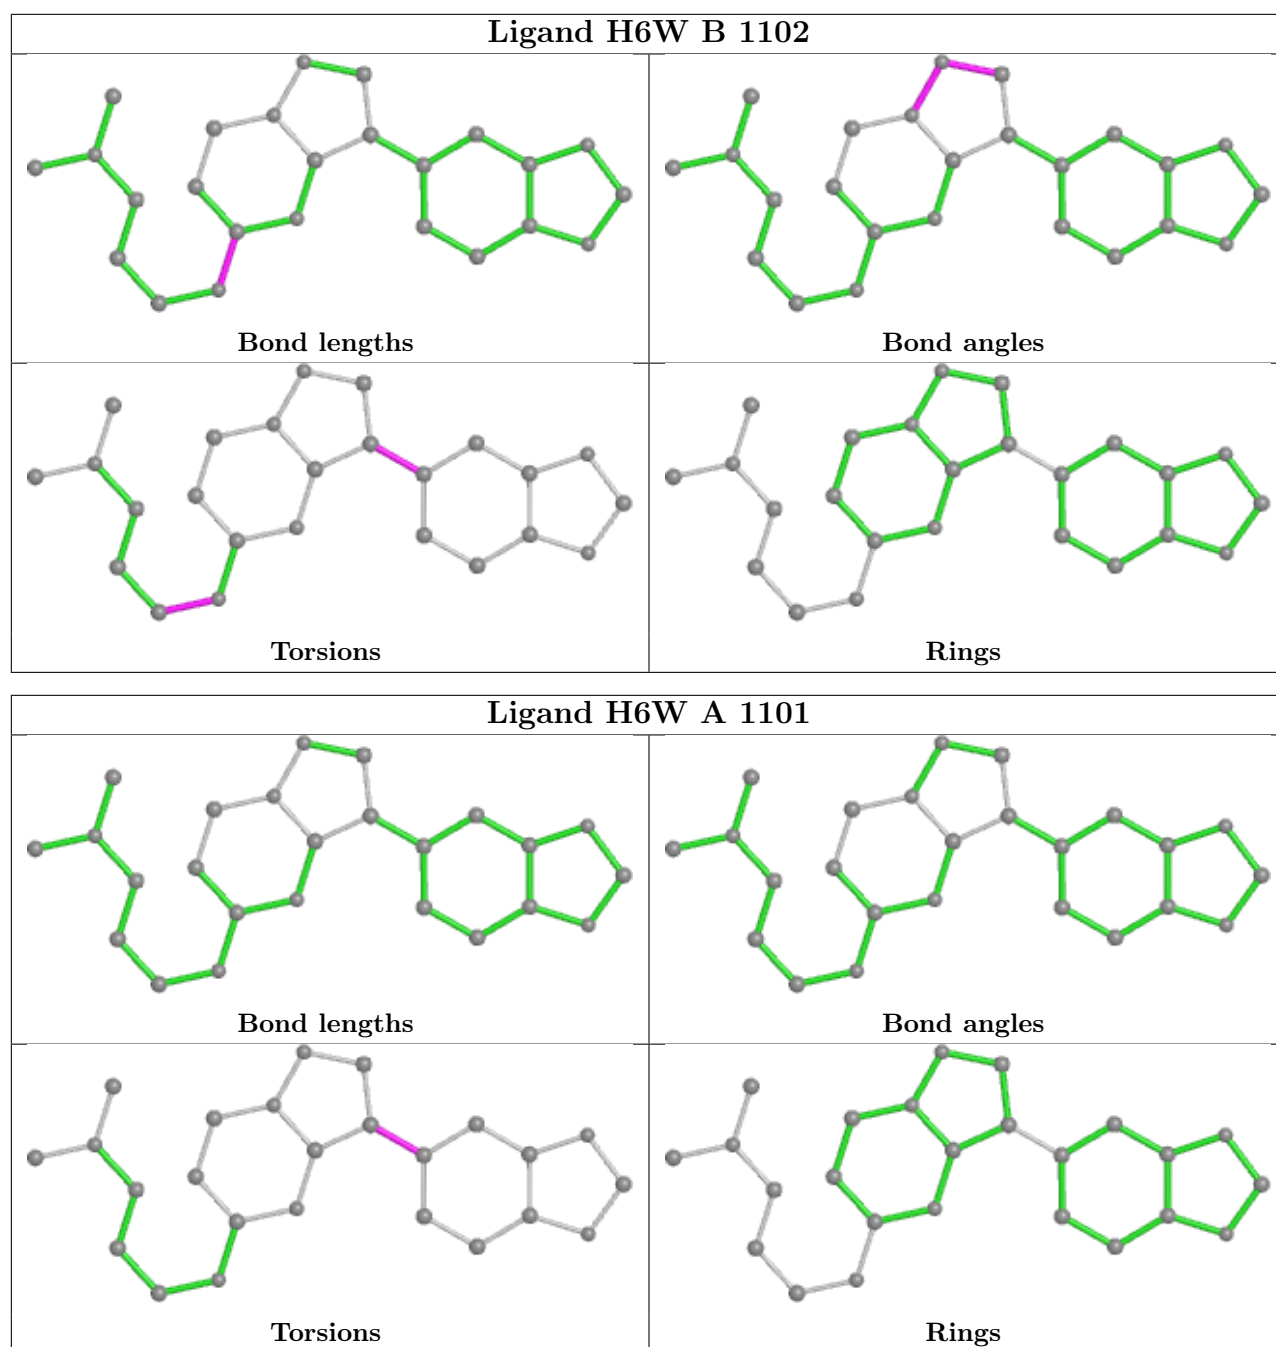 Ligand H6W B 1102
Bond lengths
Bond angles
Torsions
Rings
Ligand H6W A 1101
Bond lengths
Bond angles
Torsions
Rings